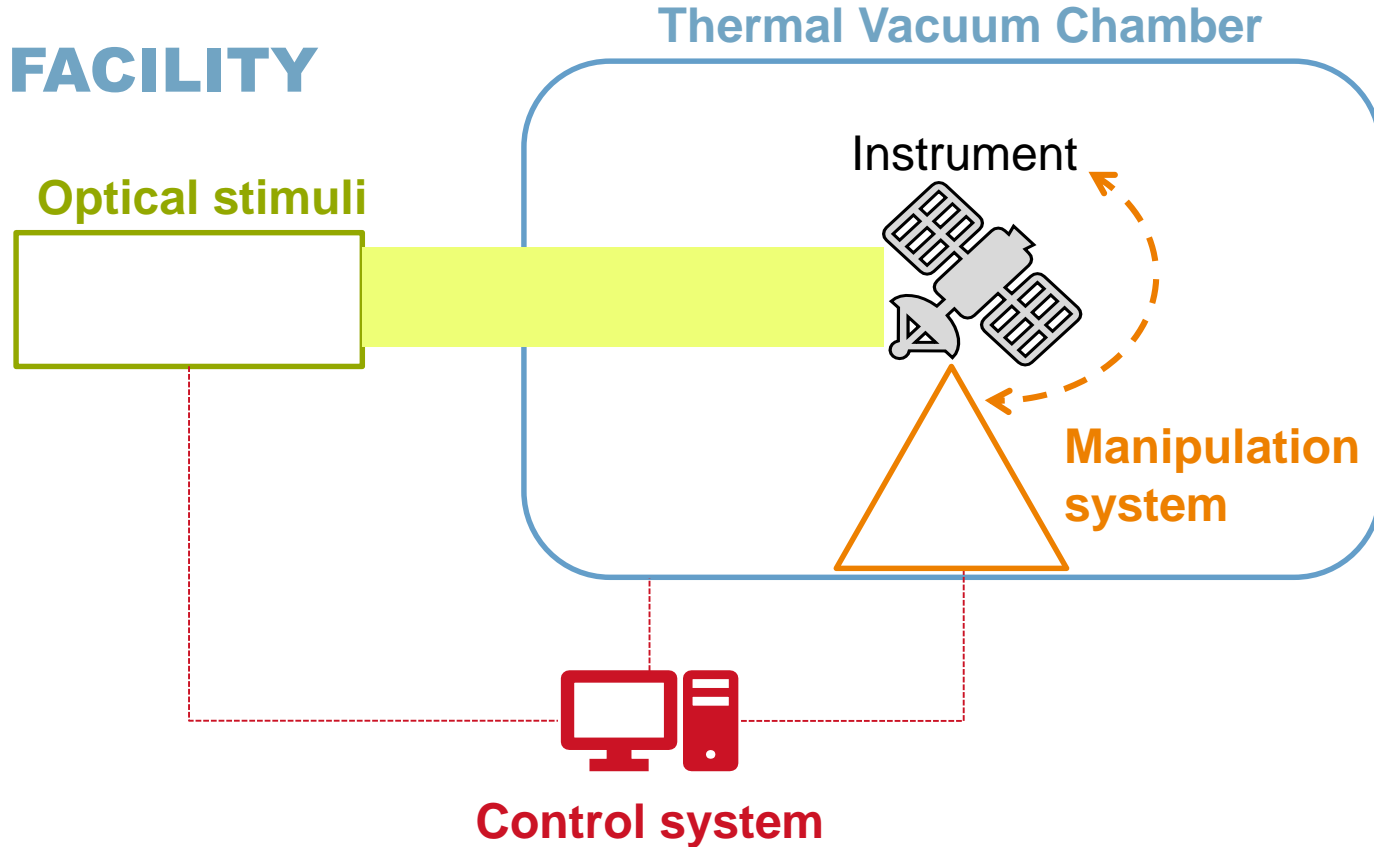 Thermal Vacuum Chamber
FACILITY
Instrument
Optical stimuli
Manipulation
system
Control system